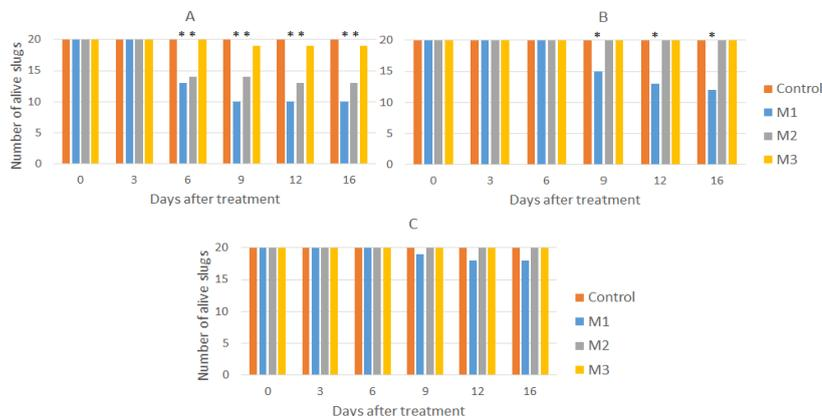 A
Number of alive slugs
20
15
10
5
0
* * * * * * * *
0 3 6 9 12 16
Days after treatment
B
20
15
10
5
0
* * *
0 3 6 9 12 16
Days after treatment
Control
M1
M2
M3
C
Number of alive slugs
20
15
10
5
0
0 3 6 9 12 16
Days after treatment
Control
M1
M2
M3